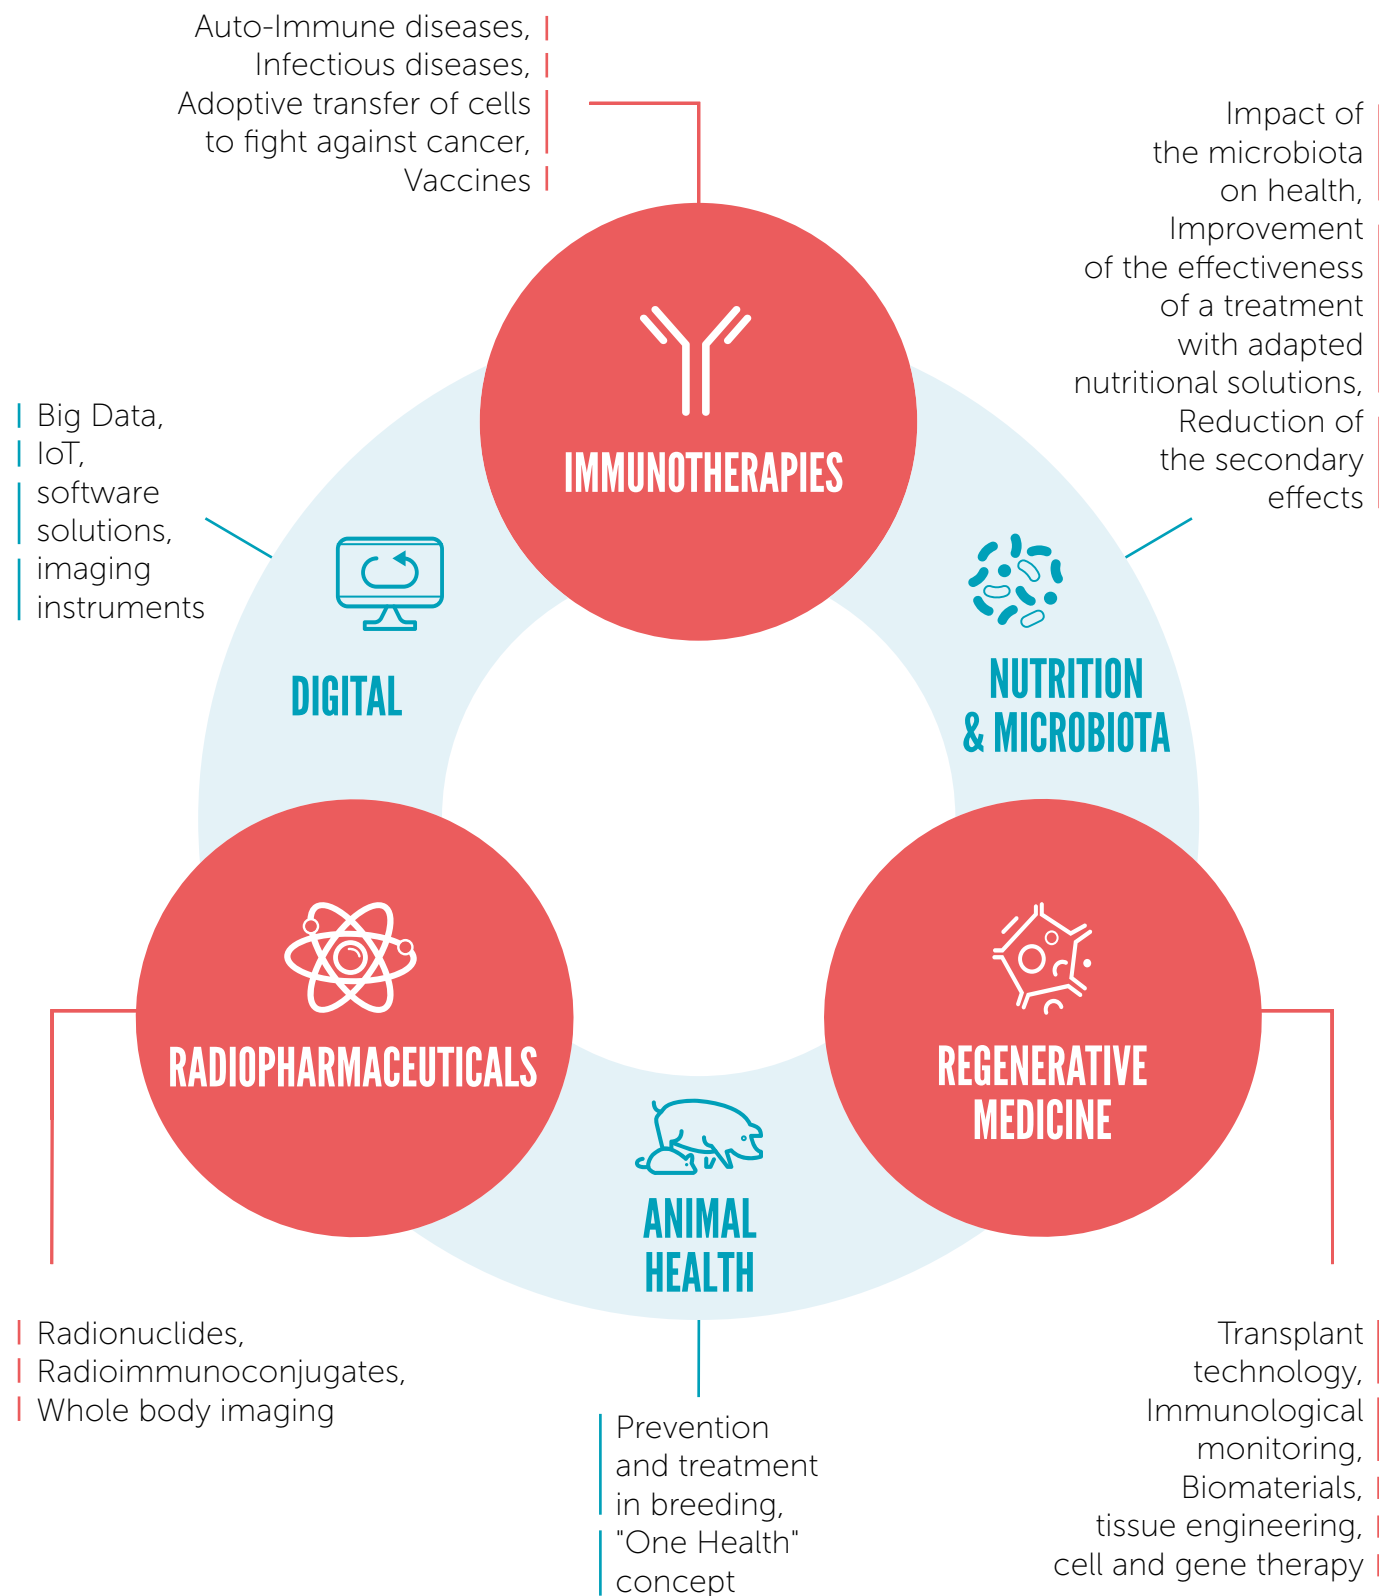 Auto-Immune diseases,
Infectious diseases,
Adoptive transfer of cells
to fight against cancer,
Vaccines
Impact of
the microbiota
on health,
Improvement
of the effectiveness
of a treatment
with adapted
nutritional solutions,
Reduction of
the secondary
effects
IMMUNOTHERAPIES
Big Data,
IoT,
software
solutions,
imaging
instruments
DIGITAL
NUTRITION
& MICROBIOTA
RADIOPHARMACEUTICALS
REGENERATIVE
MEDICINE
ANIMAL
HEALTH
Radionuclides,
Radioimmunoconjugates,
Whole body imaging
Prevention
and treatment
in breeding,
"One Health"
concept
Transplant
technology,
Immunological
monitoring,
Biomaterials,
tissue engineering,
cell and gene therapy